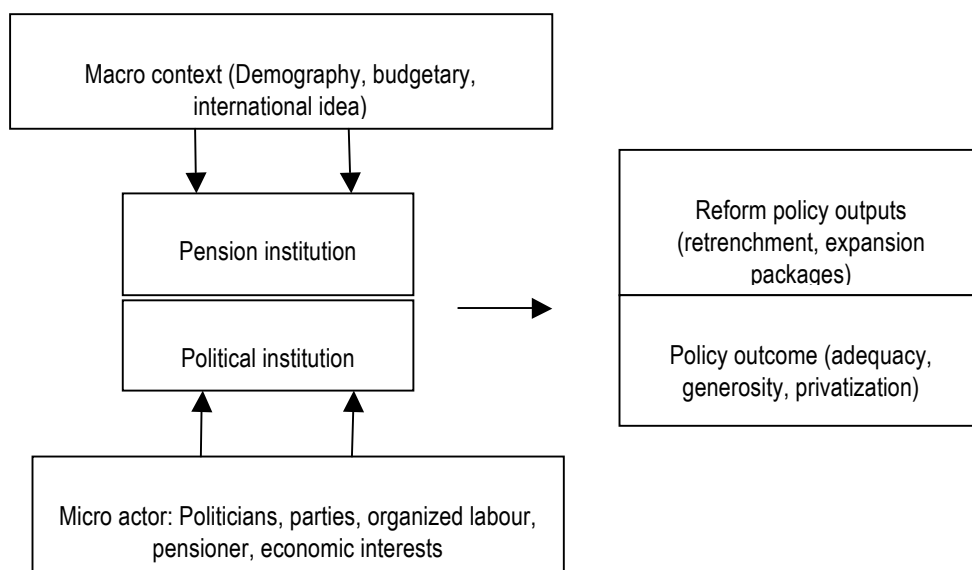 Macro context (Demography, budgetary,
international idea)
Pension institution
Political institution
Micro actor: Politicians, parties, organized labour,
pensioner, economic interests
Reform policy outputs
(retrenchment, expansion
packages)
Policy outcome (adequacy,
generosity, privatization)